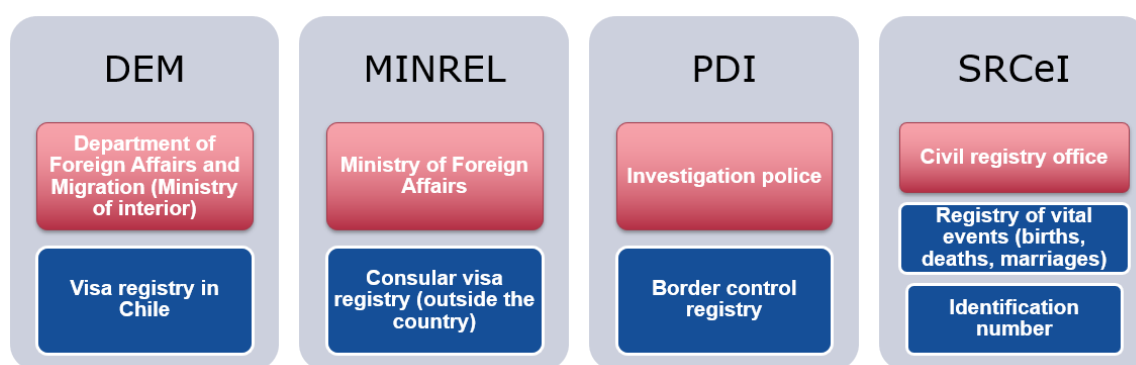 DEM
Department of
Foreign Affairs and
Migration (Ministry
of interior)
Visa registry in
Chile
MINREL
Ministry of Foreign
Affairs
Consular visa
registry (outside the
country)
PDI
Investigation police
Border control
registry
SRCeI
Civil registry office
Registry of vital
events (births,
deaths, marriages)
Identification
number